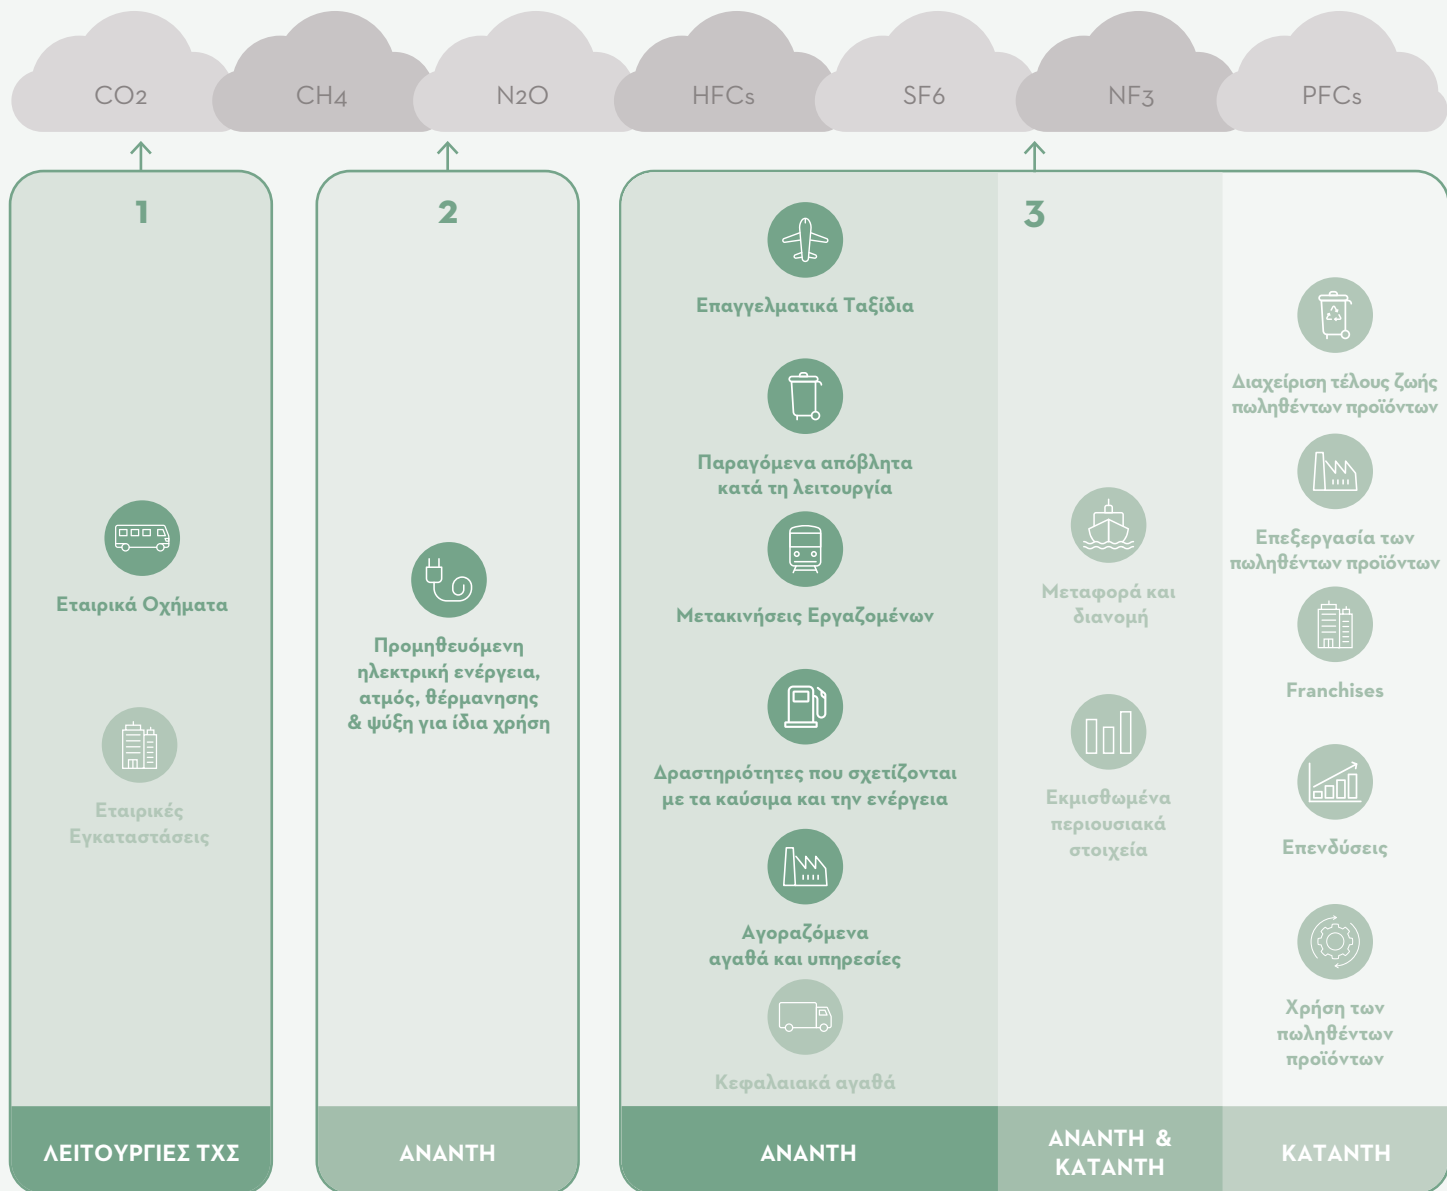 CO2
CH4
N2O
HFCs
SF6
NF3
PFCs
1
Εταιρικά Οχήματα
Εταιρικές
Εγκαταστάσεις
ΛΕΙΤΟΥΡΓΙΕΣ ΤΧΣ
2
Προμηθευόμενη
ηλεκτρική ενέργεια,
ατμός, θέρμανσης
& ψύξη για ίδια χρήση
ΑΝΑΝΤΗ
3
Επαγγελματικά Ταξίδια
Παραγόμενα απόβλητα
κατά τη λειτουργία
Μετακινήσεις Εργαζομένων
Δραστηριότητες που σχετίζονται
με τα καύσιμα και την ενέργεια
Αγοραζόμενα
αγαθά και υπηρεσίες
Κεφαλαιακά αγαθά
ΑΝΑΝΤΗ
Μεταφορά και
διανομή
Εκμισθωμένα
περιουσιακά
στοιχεία
ΑΝΑΝΤΗ &
ΚΑΤΑΝΤΗ
Διαχείριση τέλους ζωής
πωληθέντων προϊόντων
Επεξεργασία των
πωληθέντων προϊόντων
Franchises
Επενδύσεις
Χρήση των
πωληθέντων
προϊόντων
ΚΑΤΑΝΤΗ